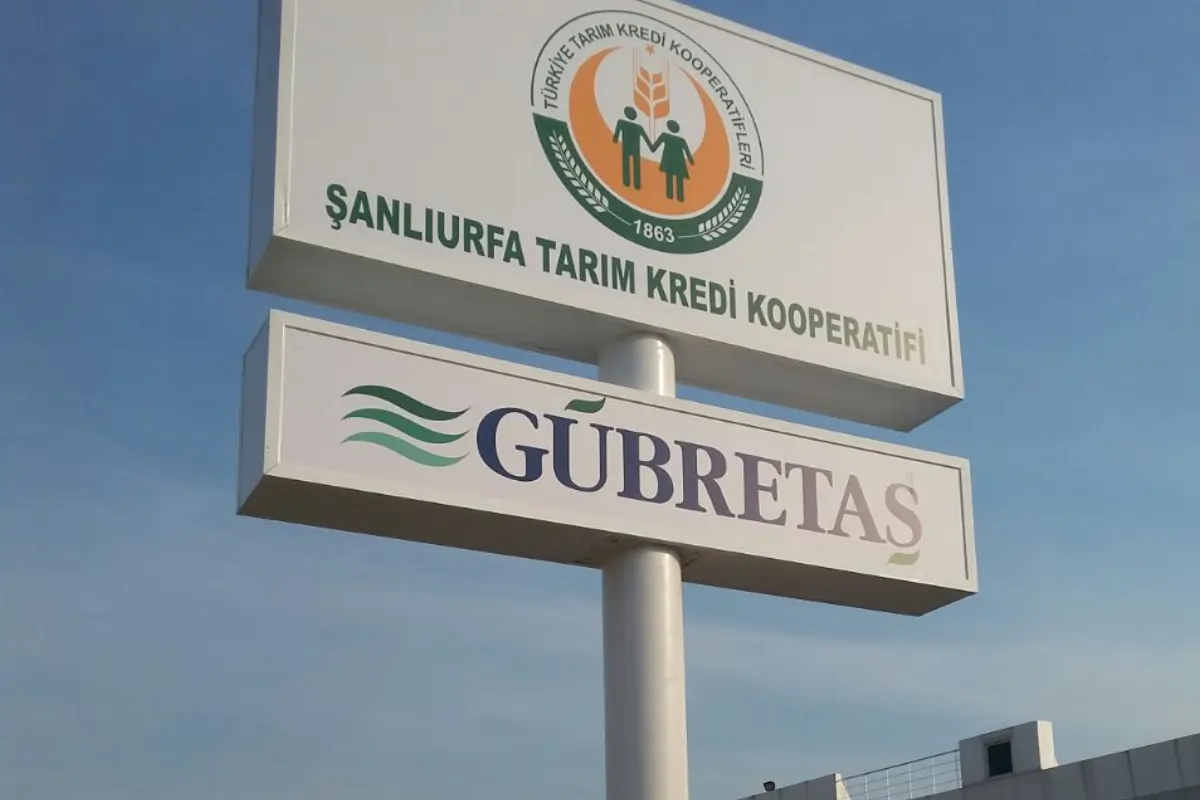 TÜRKİYE TARIM KREDİ KOOPERATİFLERİ
1863
ŞANLIURFA TARIM KREDİ KOOPERATİFİ
GÜBRETAŞ